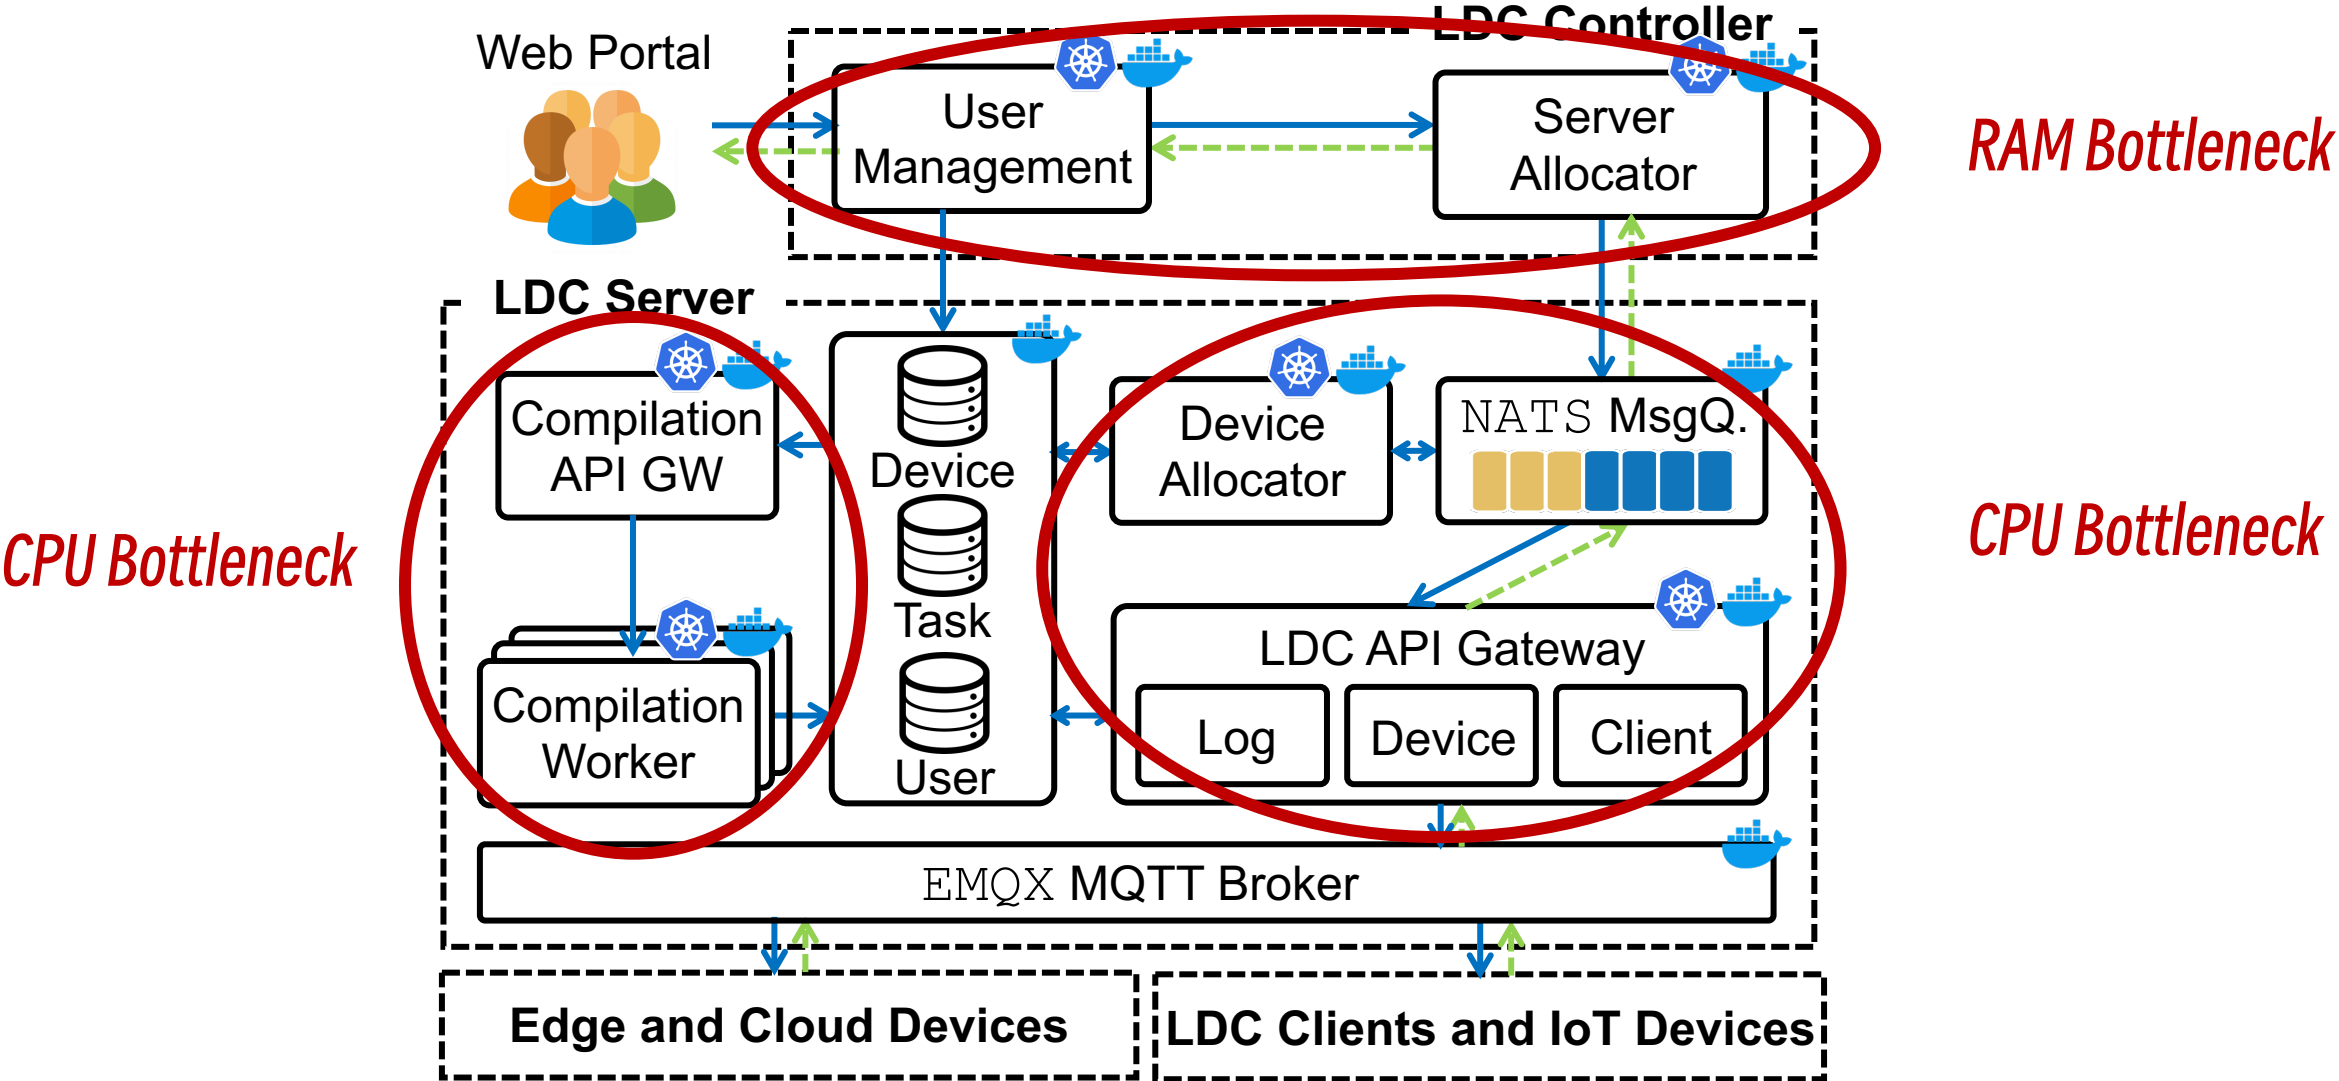 LDC Controller
Web Portal
User
Management
Server
Allocator
RAM Bottleneck
LDC Server
Compilation
API GW
Device
Task
User
Device
Allocator
NATS MsgQ.
CPU Bottleneck
CPU Bottleneck
Compilation
Worker
LDC API Gateway
Log
Device
Client
EMQX MQTT Broker
Edge and Cloud Devices
LDC Clients and IoT Devices